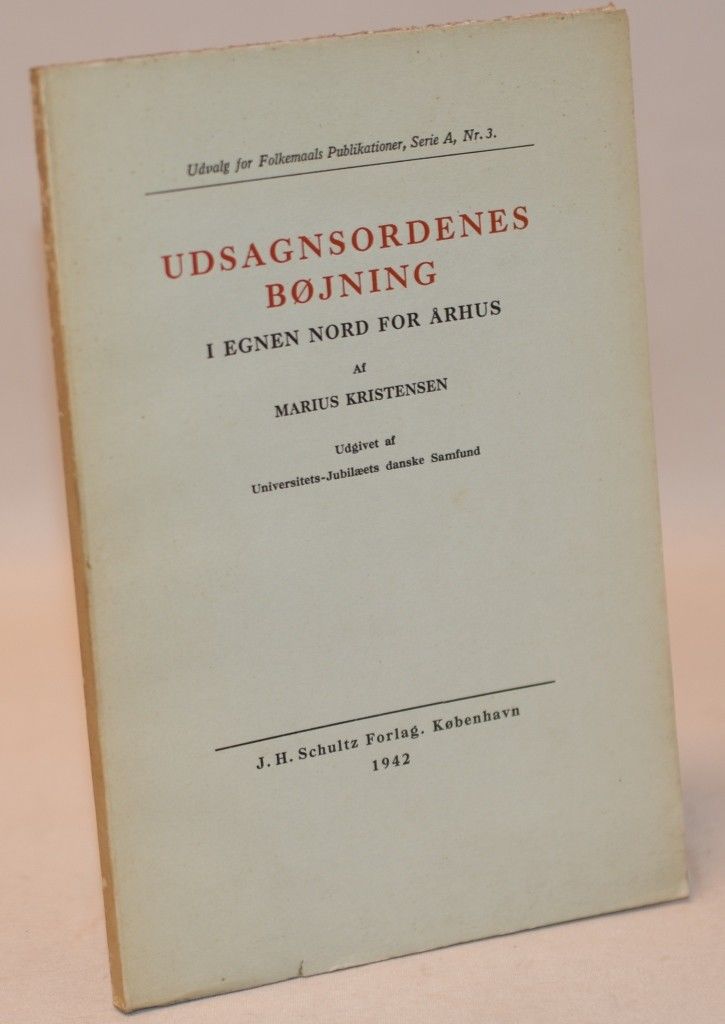 Udvalg for Folkemaals Publikationer, Serie A, Nr. 3.
UDSAGNSORDENES
BØJNING
I EGNEN NORD FOR ÅRHUS
Af
MARIUS KRISTENSEN
Udgivet af
Universitets-Jubilæets danske Samfund
J. H. Schultz Forlag. København
1942